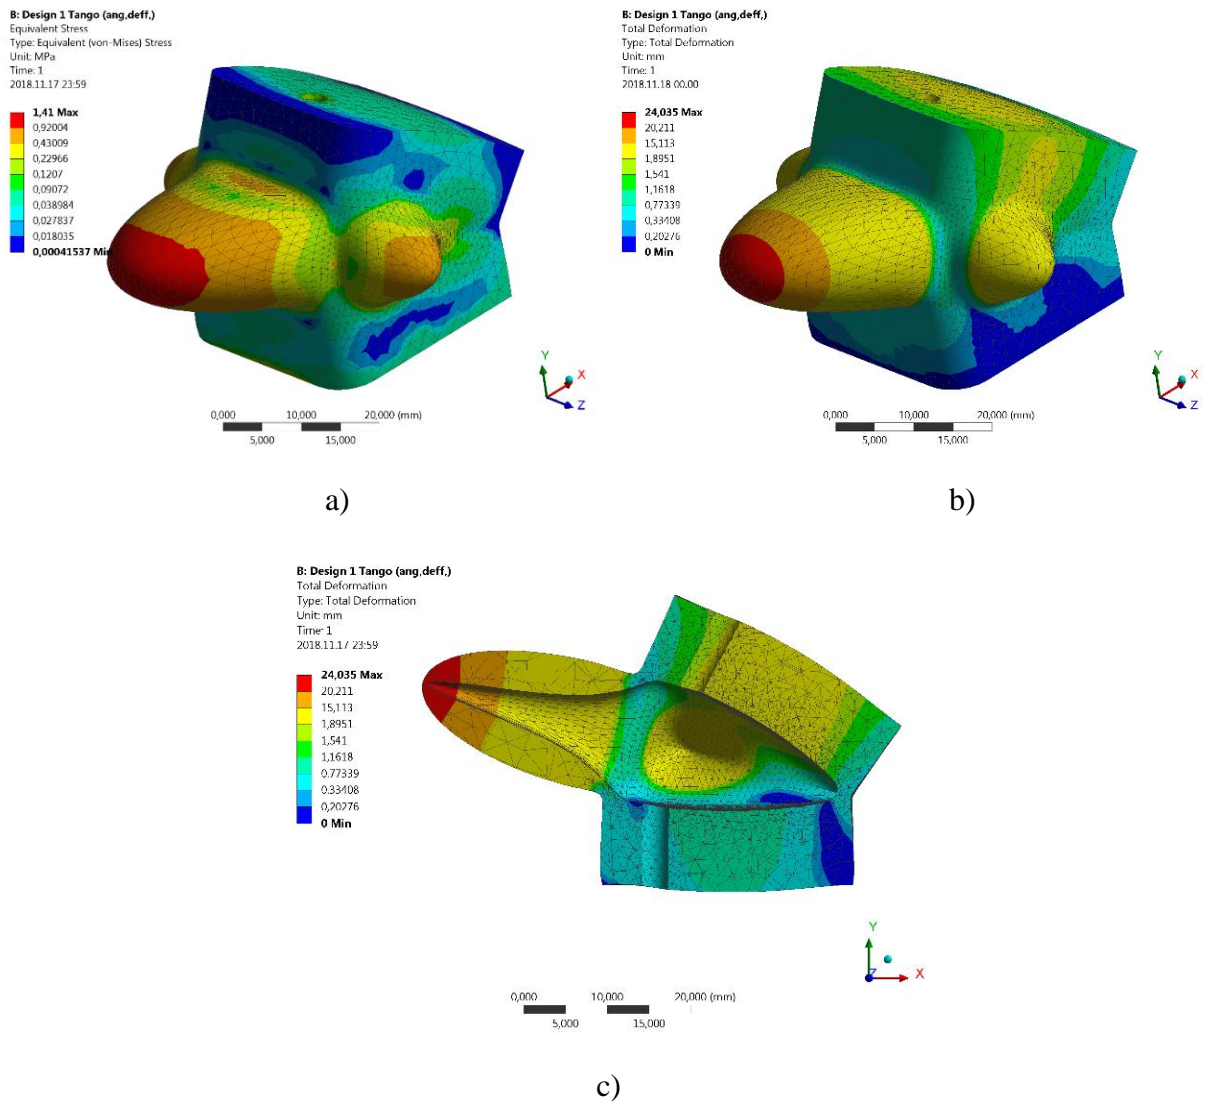 B: Design 1 Tango (ang,deff,)
Equivalent Stress
Type: Equivalent (von-Mises) Stress
Unit: MPa
Time: 1
2018.11.17 23:59
1,41 Max
0,92004
0,43009
0,22966
0,1207
0,09072
0,038984
0,027837
0,018035
0,00041537 Min
Y
X
Z
0,000 10,000 20,000 (mm)
5,000 15,000
a)
B: Design 1 Tango (ang,deff,)
Total Deformation
Type: Total Deformation
Unit: mm
Time: 1
2018.11.18 00.00
24,035 Max
20,211
15,113
1,8951
1,541
1,1618
0,77339
0,33408
0,20276
0 Min
Y
X
Z
0,000 10,000 20,000 (mm)
5,000 15,000
b)
B: Design 1 Tango (ang,deff,)
Total Deformation
Type: Total Deformation
Unit: mm
Time: 1
2018.11.17 23:59
24,035 Max
20,211
15,113
1,8951
1,541
1,1618
0.77339
0.33408
0,20276
0 Min
Y
Z X
0,000 10,000 20,000 (mm)
5,000 15,000
c)